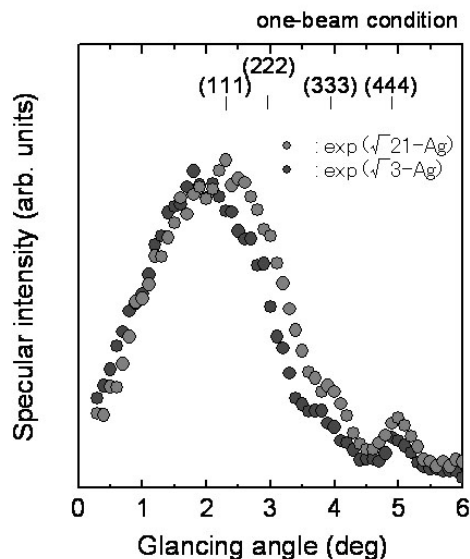 one-beam condition
(222)
(111) (333) (444)
: exp (√21-Ag)
: exp (√3-Ag)
Specular intensity (arb. units)
0 1 2 3 4 5 6
Glancing angle (deg)